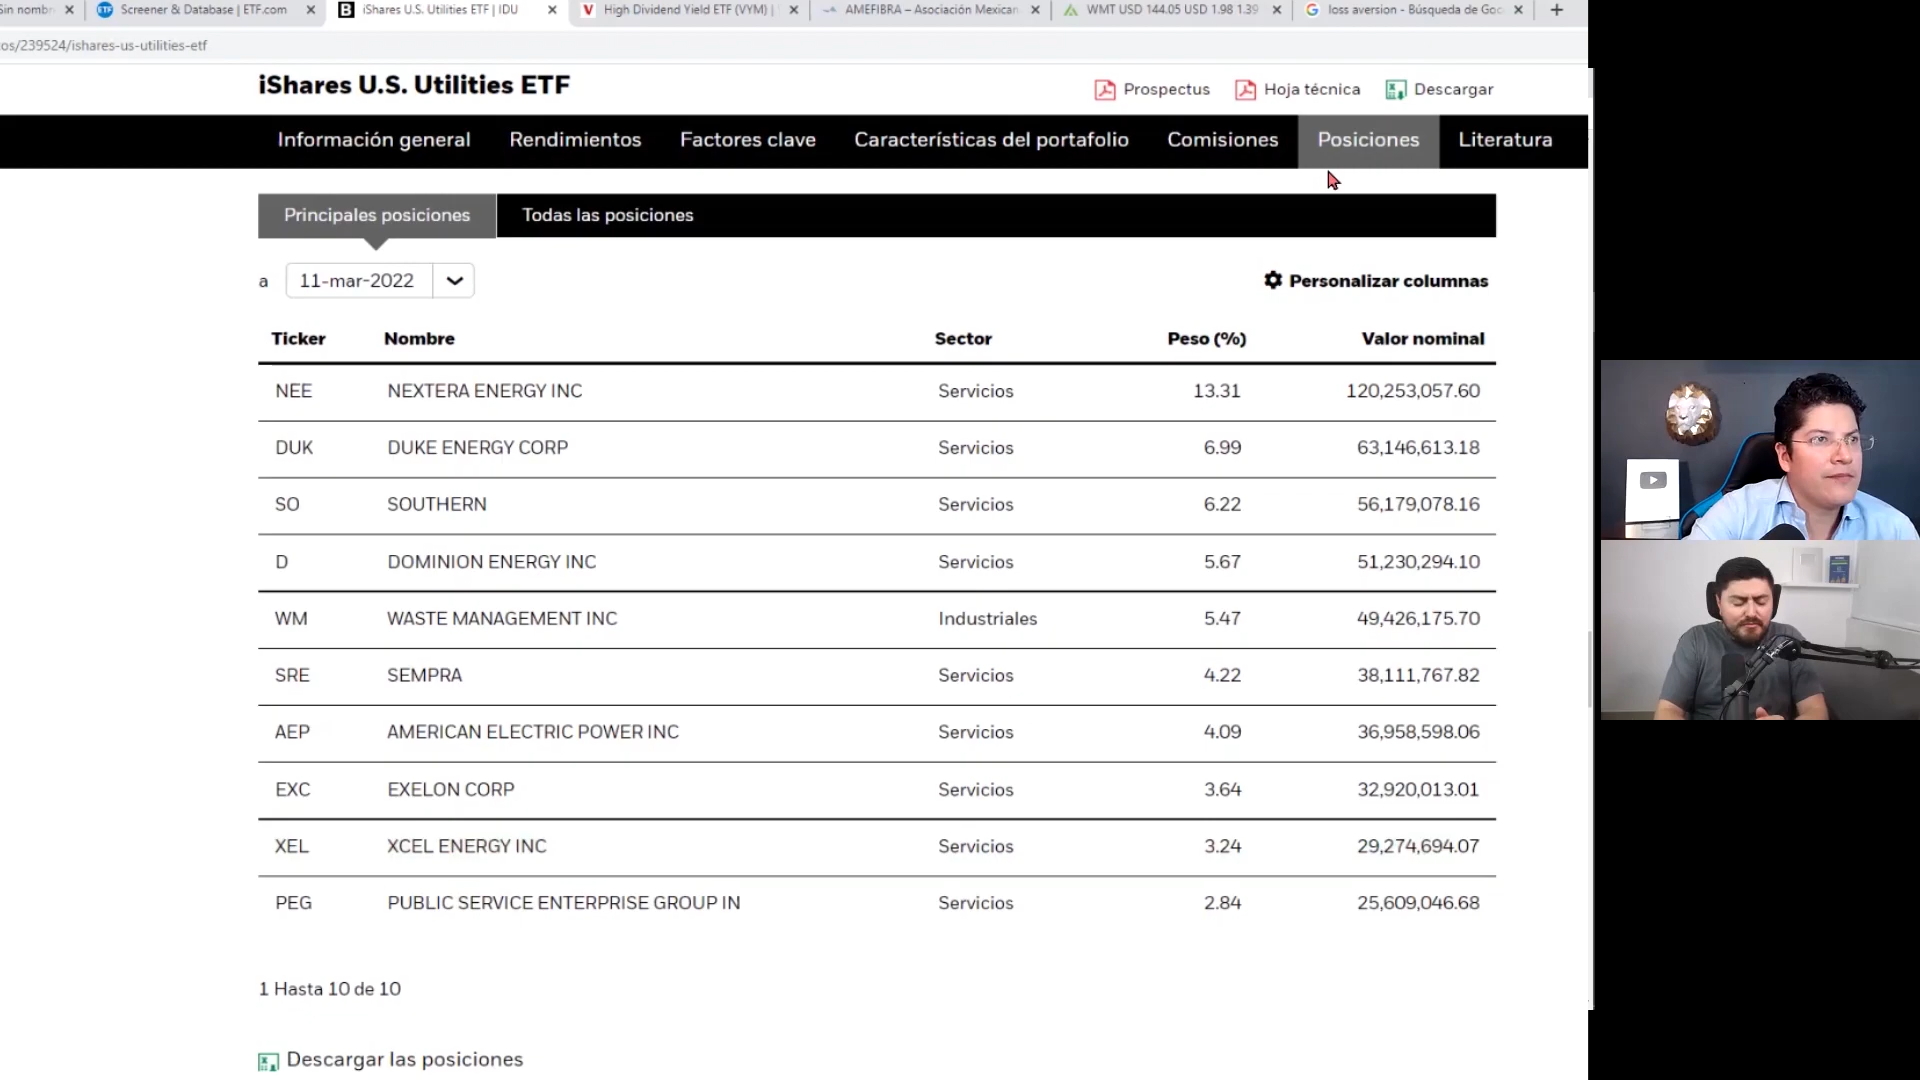 Sin nomb
Screener & Database | ETF.com
iShares U.S. Utilities ETF | IDU
High Dividend Yield ETF (VYM) |
AMEFIBRA – Asociación Mexican
WMT USD 144.05 USD 1.98 1.39
loss aversion - Búsqueda de Goo
os/239524/ishares-us-utilities-etf
iShares U.S. Utilities ETF
Prospectus
Hoja técnica
Descargar
Información general
Rendimientos
Factores clave
Características del portafolio
Comisiones
Posiciones
Literatura
Principales posiciones
Todas las posiciones
a 11-mar-2022
Personalizar columnas
Ticker Nombre Sector Peso (%) Valor nominal
NEE NEXTERA ENERGY INC Servicios 13.31 120,253,057.60
DUK DUKE ENERGY CORP Servicios 6.99 63,146,613.18
SO SOUTHERN Servicios 6.22 56,179,078.16
D DOMINION ENERGY INC Servicios 5.67 51,230,294.10
WM WASTE MANAGEMENT INC Industriales 5.47 49,426,175.70
SRE SEMPRA Servicios 4.22 38,111,767.82
AEP AMERICAN ELECTRIC POWER INC Servicios 4.09 36,958,598.06
EXC EXELON CORP Servicios 3.64 32,920,013.01
XEL XCEL ENERGY INC Servicios 3.24 29,274,694.07
PEG PUBLIC SERVICE ENTERPRISE GROUP IN Servicios 2.84 25,609,046.68
1 Hasta 10 de 10
Descargar las posiciones